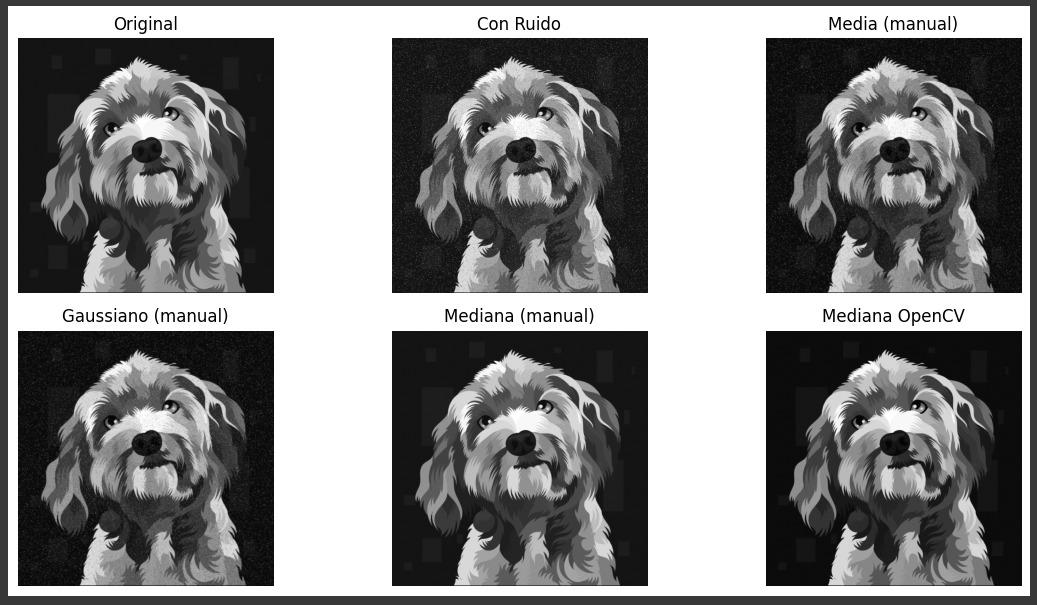 Original
Con Ruido
Media (manual)
Gaussiano (manual)
Mediana (manual)
Mediana OpenCV